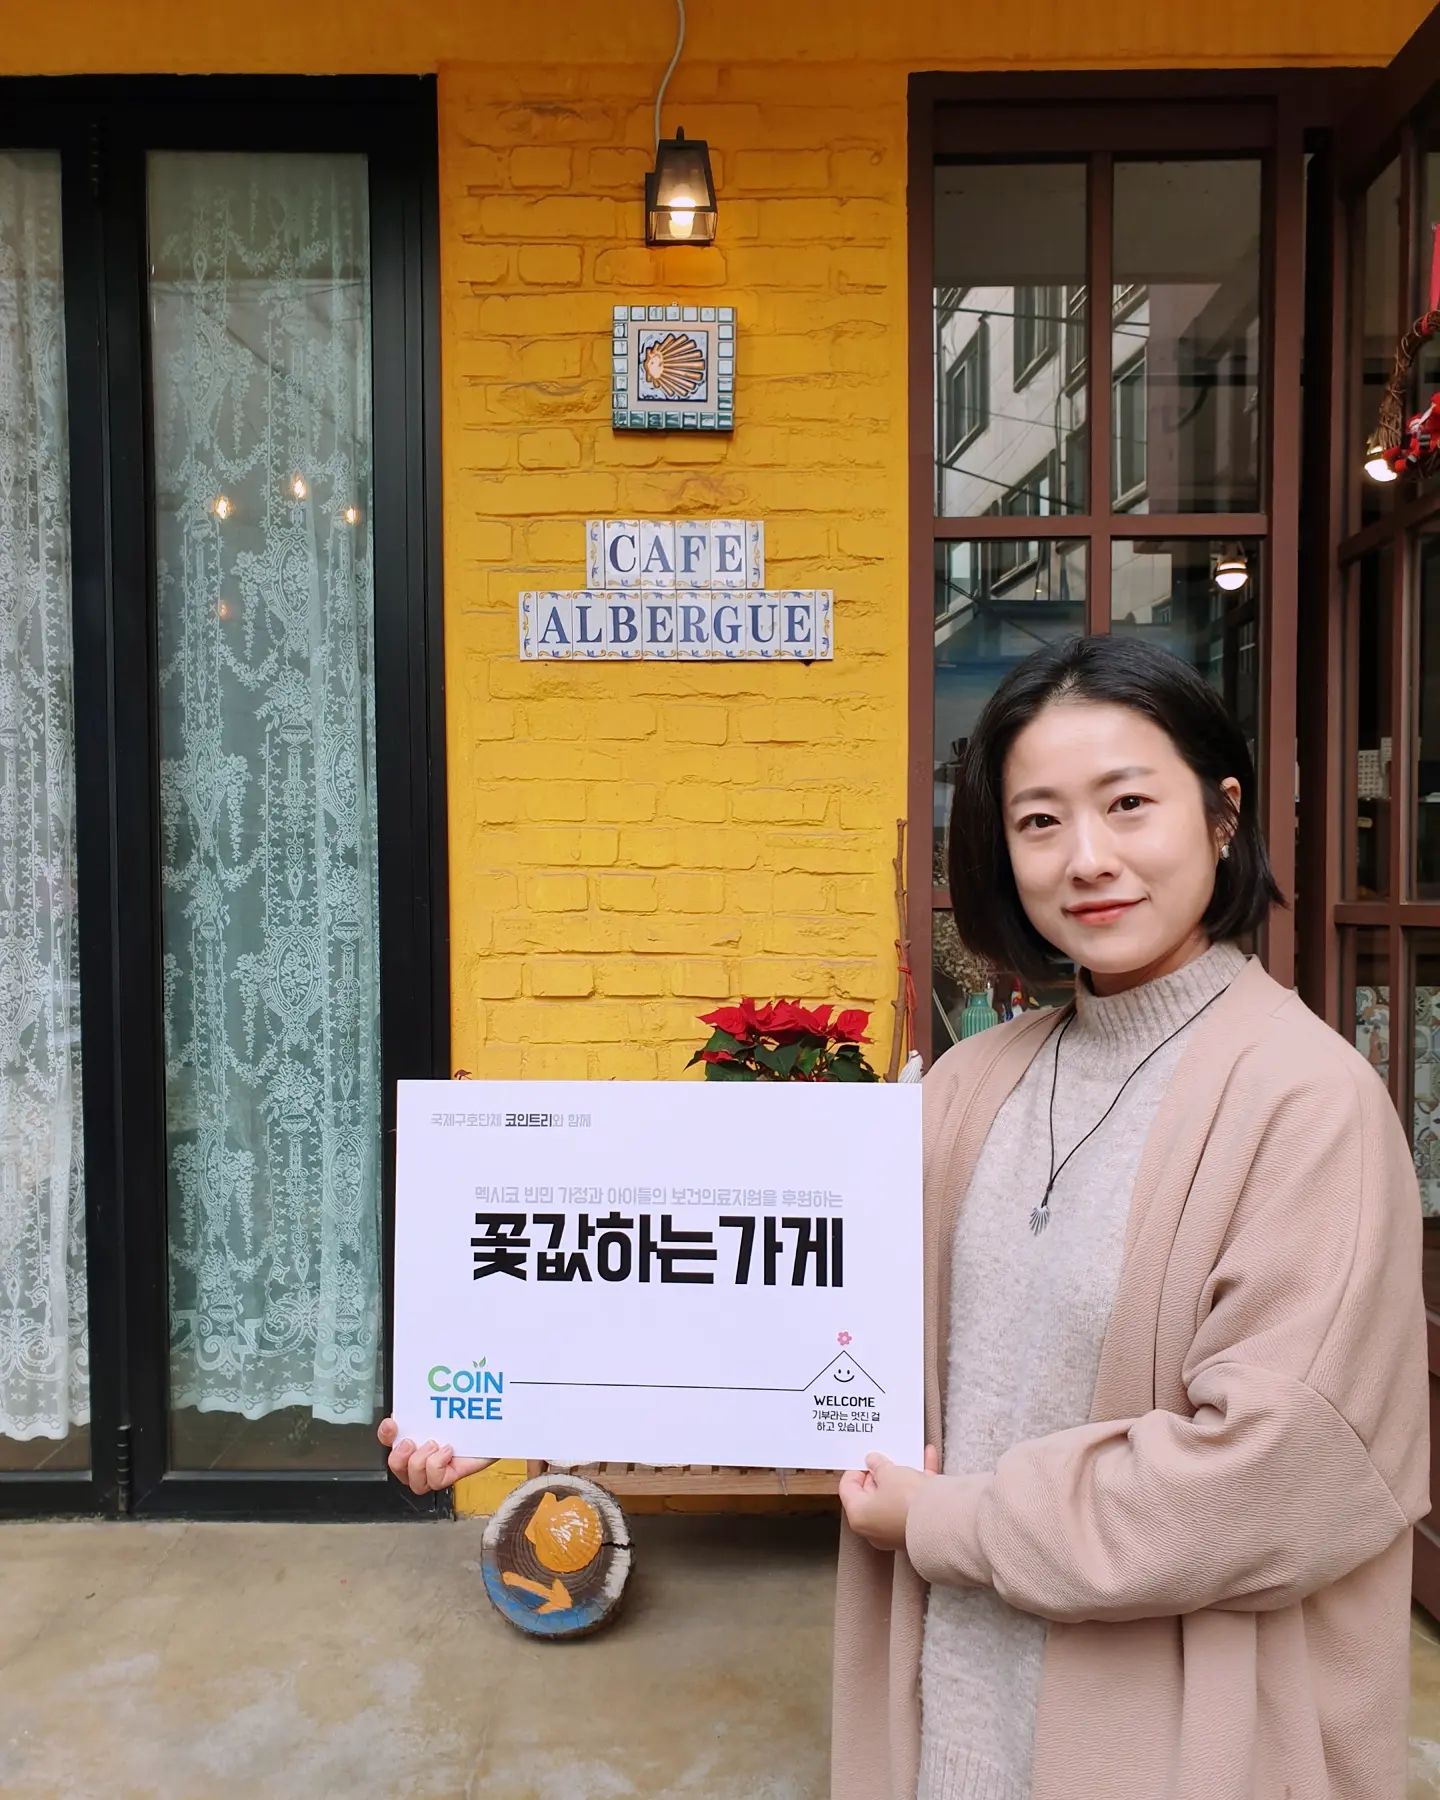 CAFE
ALBERGUE
국제구호단체 코인트리와 함께
멕시코 빈민 가정과 아이들의 보건의료지원을 후원하는
꽃값하는가게
COIN
TREE
WELCOME
기부라는 멋진 걸
하고 있습니다